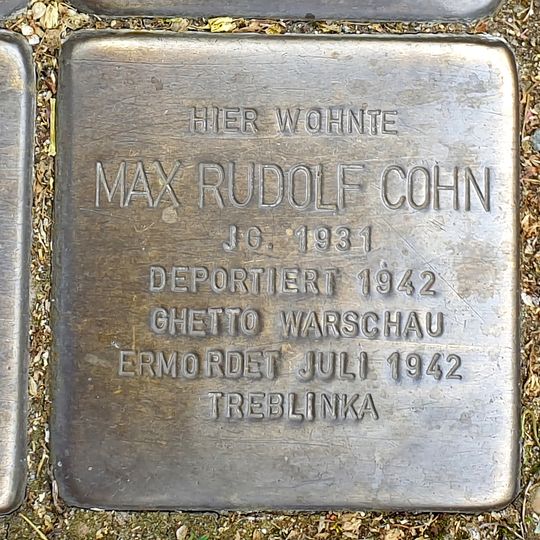 HIER WOHNTE
MAX RUDOLF COHN
JG. 1931
DEPORTIERT 1942
GHETTO WARSCHAU
ERMORDET JULI 1942
TREBLINKA